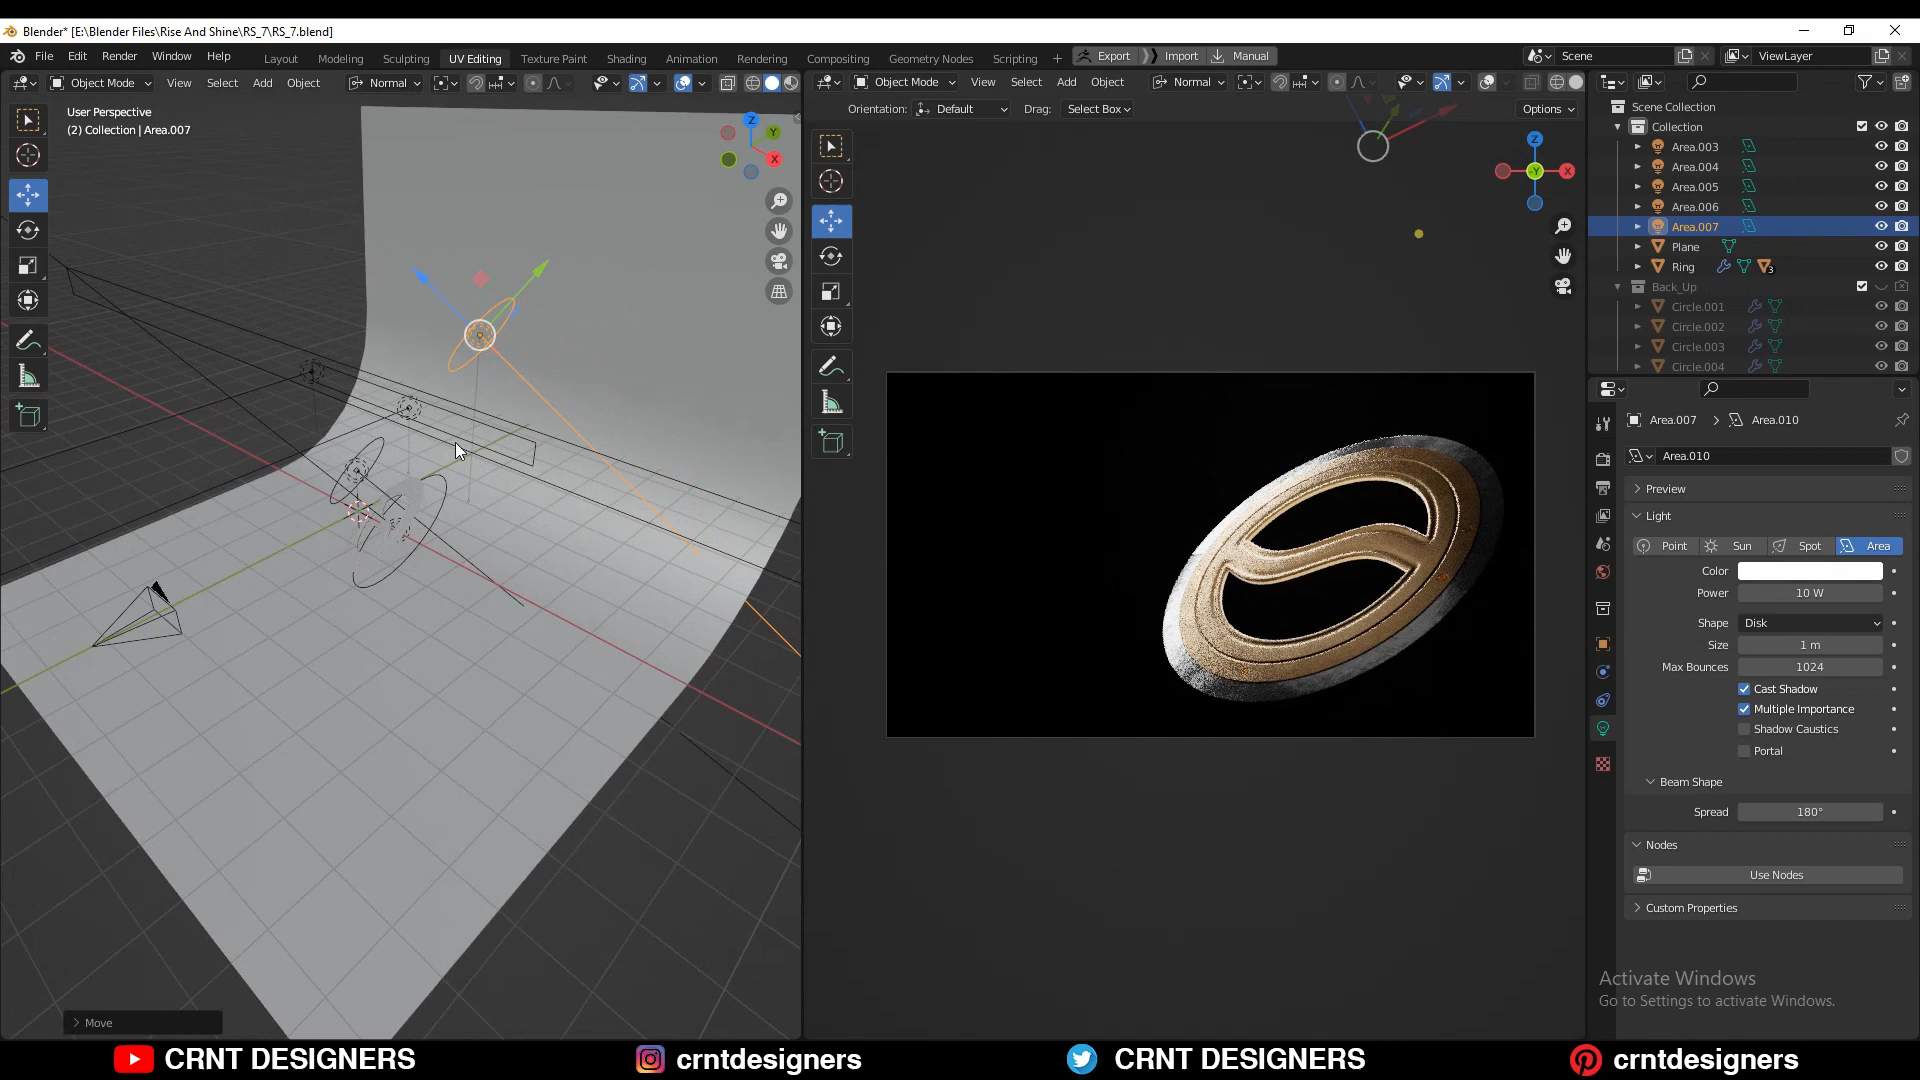 Blender* [E:\Blender Files\Rise And Shine\RS_7\RS_7.blend]
File Edit Render Window Help
Layout Modeling Sculpting UV Editing Texture Paint Shading Animation Rendering Compositing Geometry Nodes Scripting +
Export Import Manual
Scene
ViewLayer
Object Mode View Select Add Object
Normal
Object Mode View Select Add Object
Normal
Orientation: Default Drag: Select Box
Options
User Perspective
(2) Collection | Area.007
Z
Y
X
Z
-Y
X
Scene Collection
Collection
Area.003
Area.004
Area.005
Area.006
Area.007
Plane
Ring
3
Back_Up
Circle.001
Circle.002
Circle.003
Circle.004
Area.007 > Area.010
Area.010
Preview
Light
Point Sun Spot Area
Color
Power 10 W
Shape Disk
Size 1 m
Max Bounces 1024
Cast Shadow
Multiple Importance
Shadow Caustics
Portal
Beam Shape
Spread 180°
Nodes
Use Nodes
Custom Properties
Activate Windows
Go to Settings to activate Windows.
Move
CRNT DESIGNERS crntdesigners CRNT DESIGNERS crntdesigners